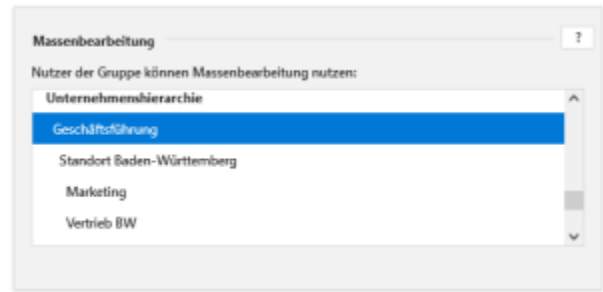 Massenbearbeitung
?
Nutzer der Gruppe können Massenbearbeitung nutzen:
Unternehmenshierarchie
Geschäftsführung
Standort Baden-Württemberg
Marketing
Vertrieb BW